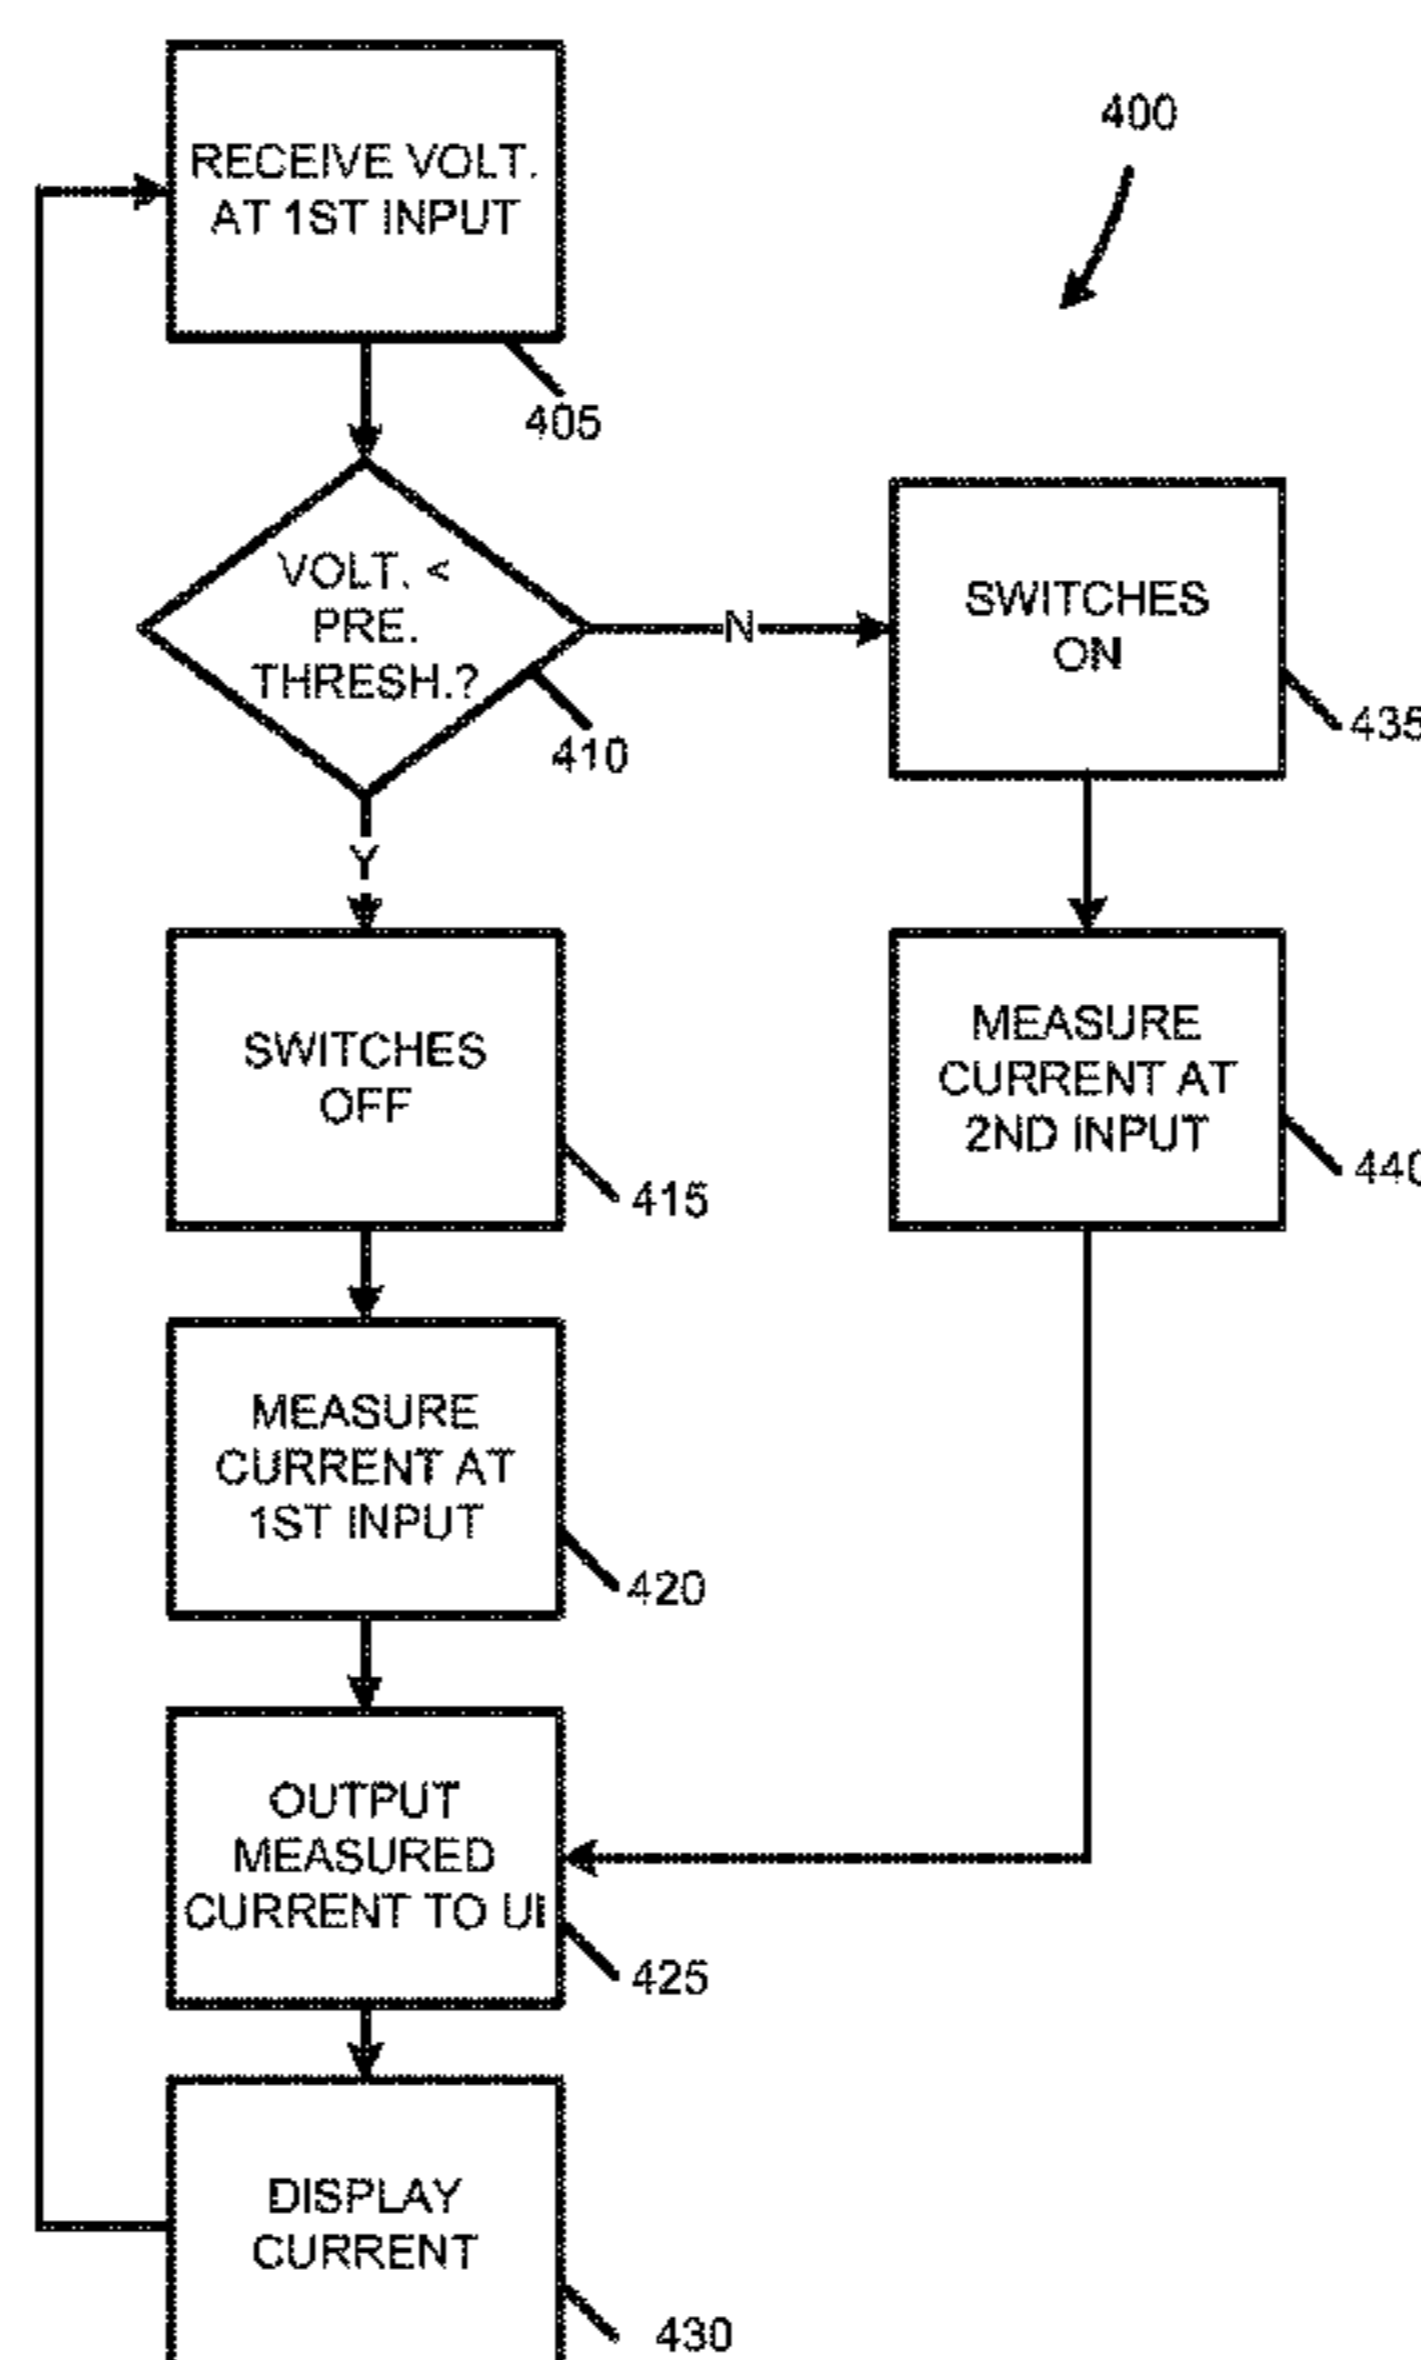 RECEIVE VOLT.
AT 1ST INPUT
400
405
VOLT. <
PRE.
THRESH.?
410
N
SWITCHES
ON
435
Y
SWITCHES
OFF
415
MEASURE
CURRENT AT
2ND INPUT
440
MEASURE
CURRENT AT
1ST INPUT
420
OUTPUT
MEASURED
CURRENT TO UI
425
DISPLAY
CURRENT
430